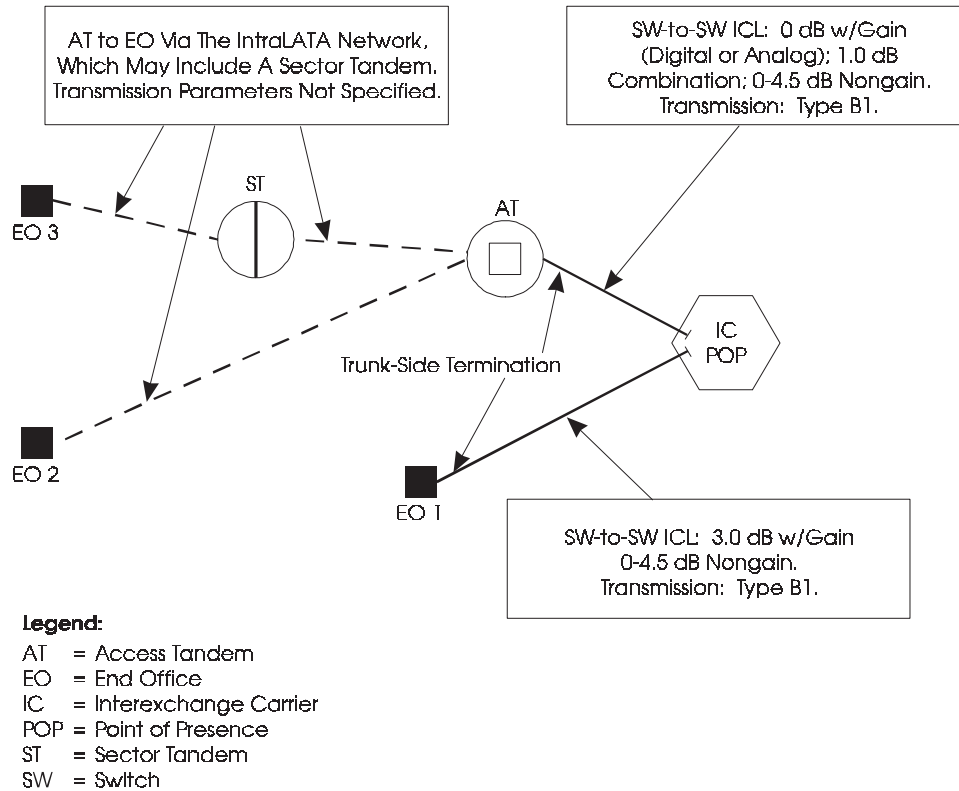 AT to EO Via The IntraLATA Network,
Which May Include A Sector Tandem.
Transmission Parameters Not Specified.
SW-to-SW ICL:  0 dB w/Gain
(Digital or Analog); 1.0 dB
Combination; 0-4.5 dB Nongain.
Transmission:  Type B1.
ST
AT
EO 3
IC
POP
Trunk-Side Termination
EO 2
EO 1
SW-to-SW ICL:  3.0 dB w/Gain
0-4.5 dB Nongain.
Transmission:  Type B1.
Legend:
AT = Access Tandem
EO = End Office
IC = Interexchange Carrier
POP = Point of Presence
ST = Sector Tandem
SW = Switch